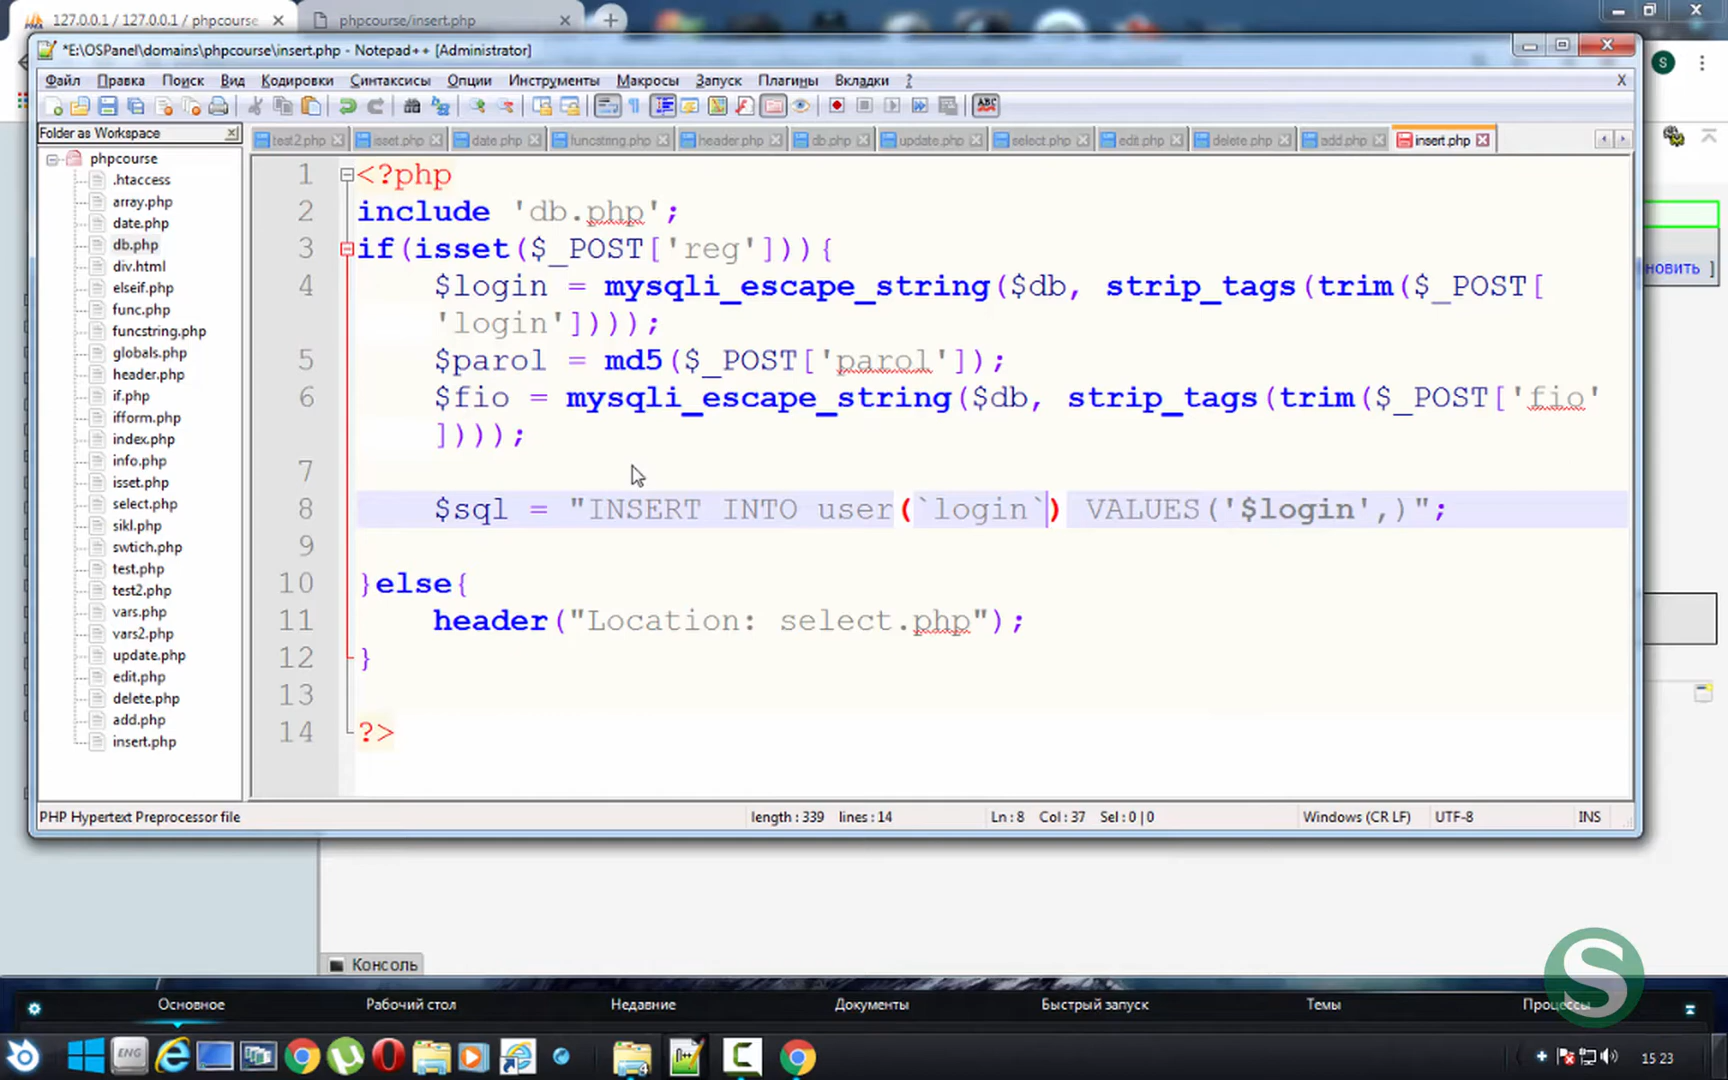 127.0.0.1 / 127.0.0.1 / phpcourse
phpcourse/insert.php
*E:\OSPanel\domains\phpcourse\insert.php - Notepad++ [Administrator]
S
Файл Правка Поиск Вид Кодировки Синтаксисы Опции Инструменты Макросы Запуск Плагины Вкладки ? X
ABC
Folder as Workspace
test2.php isset.php date.php funcstring.php header.php db.php update.php select.php edit.php delete.php add.php insert.php
phpcourse
.htaccess
array.php
date.php
db.php
div.html
elseif.php
func.php
funcstring.php
globals.php
header.php
if.php
ifform.php
index.php
info.php
isset.php
select.php
sikl.php
swtich.php
test.php
test2.php
vars.php
vars2.php
update.php
edit.php
delete.php
add.php
insert.php
1 <?php
2 include 'db.php';
3 if(isset($_POST['reg'])){
4 $login = mysqli_escape_string($db, strip_tags(trim($_POST[
'login'])));
5 $parol = md5($_POST['parol']);
6 $fio = mysqli_escape_string($db, strip_tags(trim($_POST['fio'
])));
7
8 $sql = "INSERT INTO user(`login`) VALUES('$login',)";
9
10 }else{
11 header("Location: select.php");
12 }
13
14 ?>
новить ]
PHP Hypertext Preprocessor file length : 339 lines : 14 Ln : 8 Col : 37 Sel : 0 | 0 Windows (CR LF) UTF-8 INS
Консоль
S
Основное Рабочий стол Недавние Документы Быстрый запуск Темы Процессы
ENG
15 23